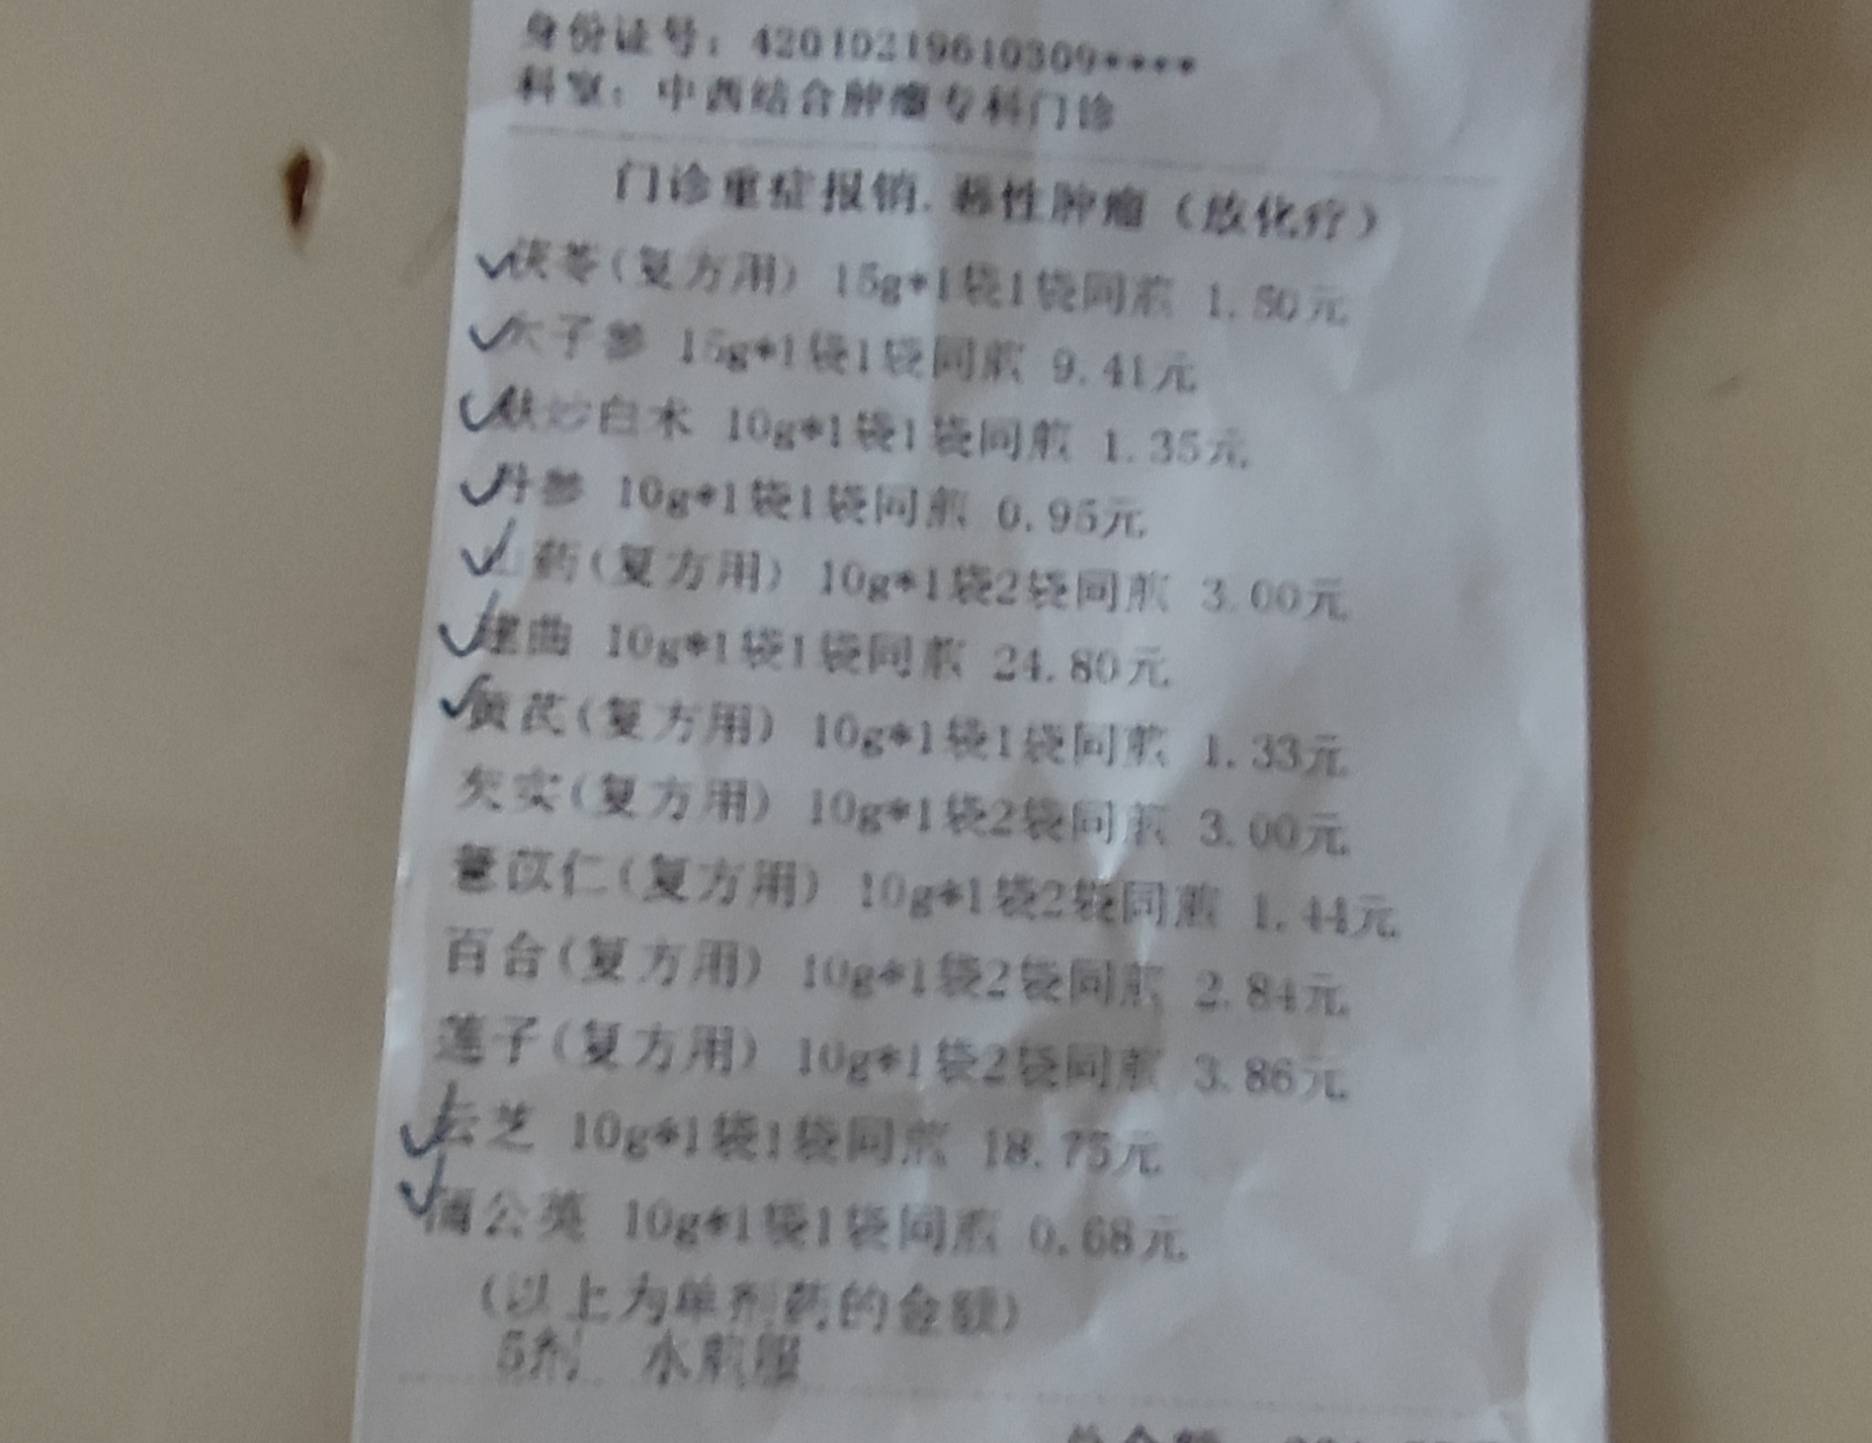 身份证号：42010219610309****
科室：中西结合肿瘤专科门诊
门诊重症报销.恶性肿瘤（放化疗）
茯苓(复方用) 15g*1袋1袋同煎 1.50元
太子参 15g*1袋1袋同煎 9.41元
麸炒白术 10g*1袋1袋同煎 1.35元
丹参 10g*1袋1袋同煎 0.95元
山药(复方用) 10g*1袋2袋同煎 3.00元
建曲 10g*1袋1袋同煎 24.80元
黄芪(复方用) 10g*1袋1袋同煎 1.33元
芡实(复方用) 10g*1袋2袋同煎 3.00元
薏苡仁(复方用) 10g*1袋2袋同煎 1.44元
百合(复方用) 10g*1袋2袋同煎 2.84元
莲子(复方用) 10g*1袋2袋同煎 3.86元
云芝 10g*1袋1袋同煎 18.75元
蒲公英 10g*1袋1袋同煎 0.68元
(以上为单剂药的金额)
5剂 水煎服